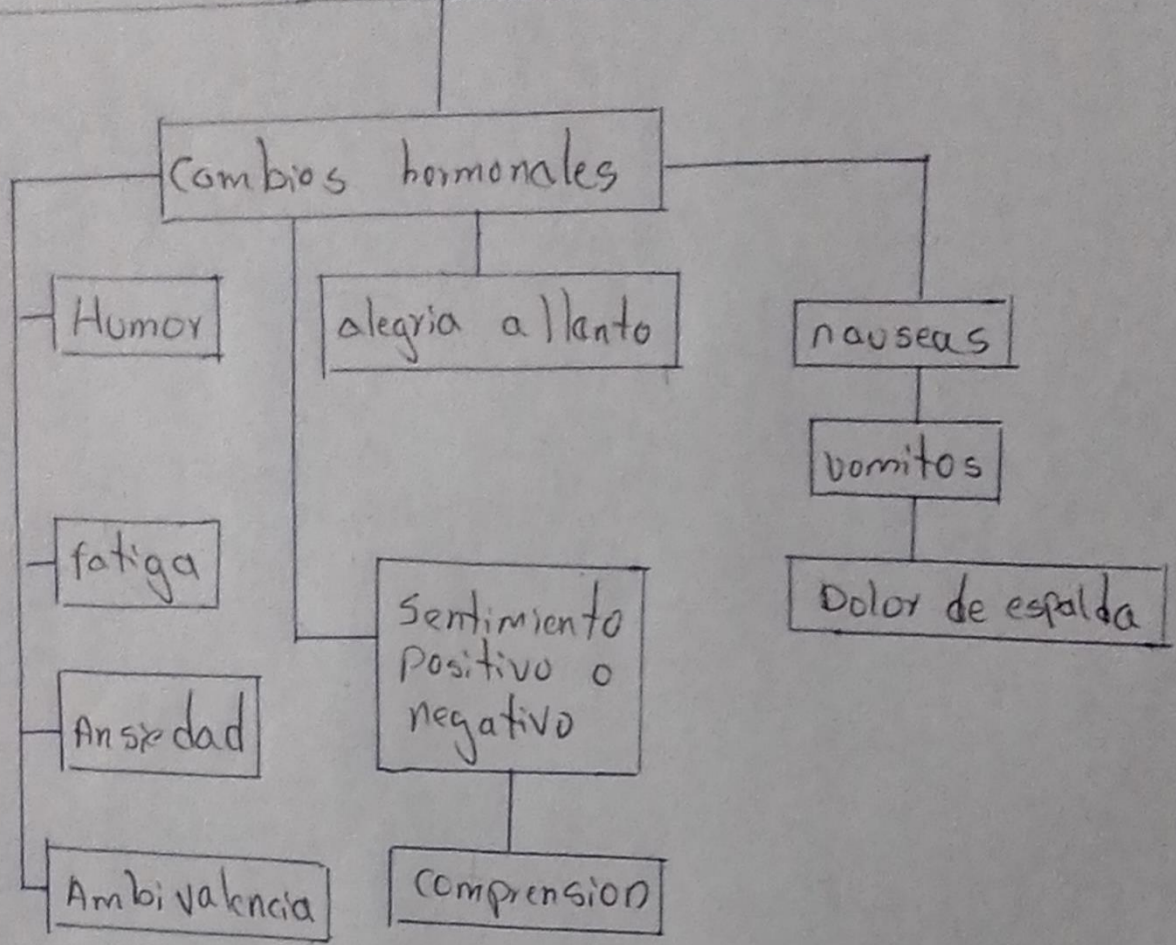 Cambios hormonales
Humor
alegria a llanto
nauseas
vomitos
fatiga
Sentimiento
positivo o
negativo
Dolor de espalda
Ansiedad
Ambivalencia
Comprension